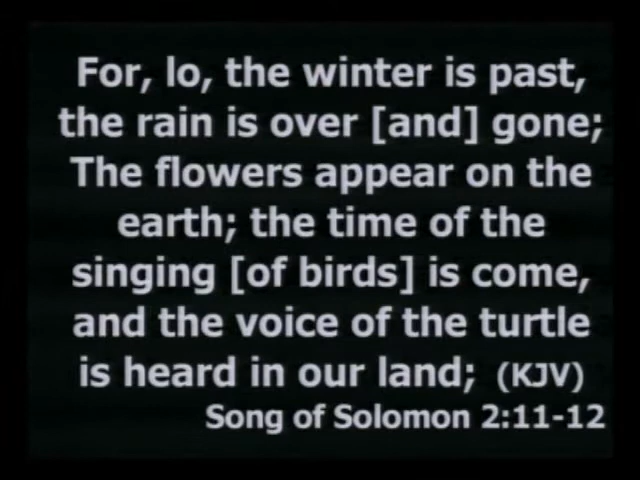 For, lo, the winter is past,
the rain is over [and] gone;
The flowers appear on the
earth; the time of the
singing [of birds] is come,
and the voice of the turtle
is heard in our land; (KJV)
Song of Solomon 2:11-12